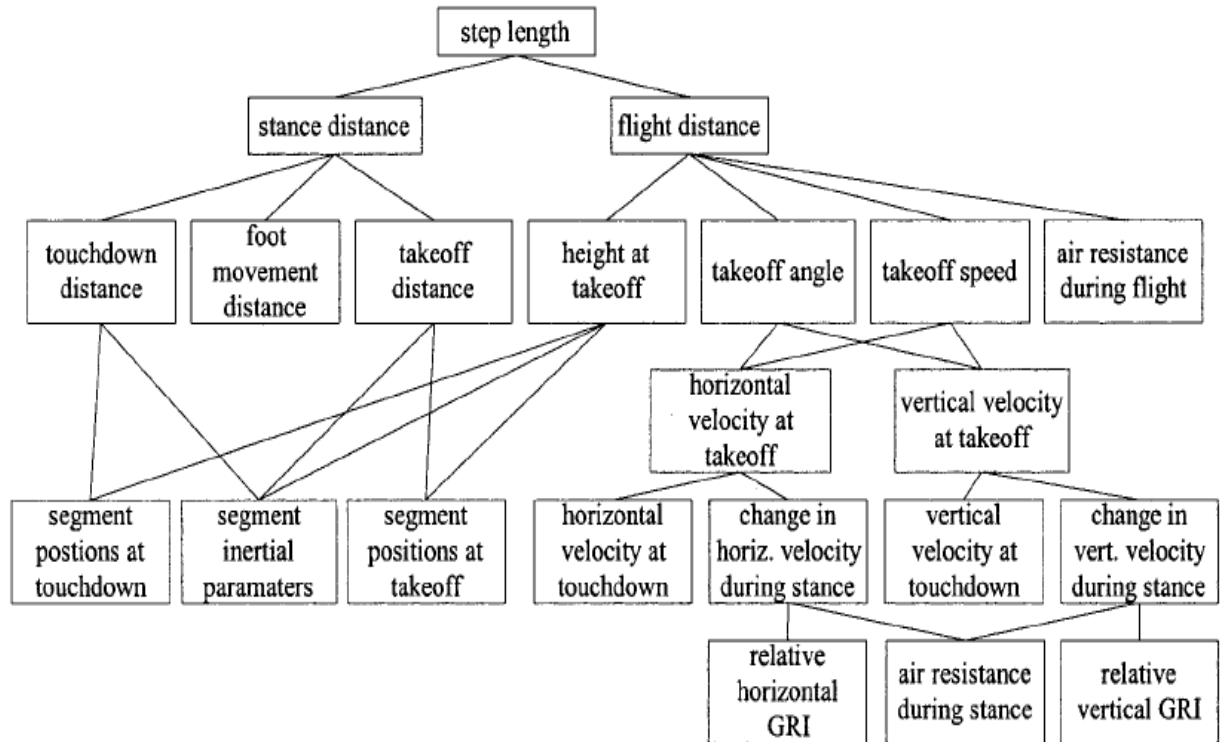 step length
stance distance
flight distance
touchdown
distance
foot
movement
distance
takeoff
distance
height at
takeoff
takeoff angle
takeoff speed
air resistance
during flight
horizontal
velocity at
takeoff
vertical velocity
at takeoff
segment
postions at
touchdown
segment
inertial
paramaters
segment
positions at
takeoff
horizontal
velocity at
touchdown
change in
horiz. velocity
during stance
vertical
velocity at
touchdown
change in
vert. velocity
during stance
relative
horizontal
GRI
air resistance
during stance
relative
vertical GRI